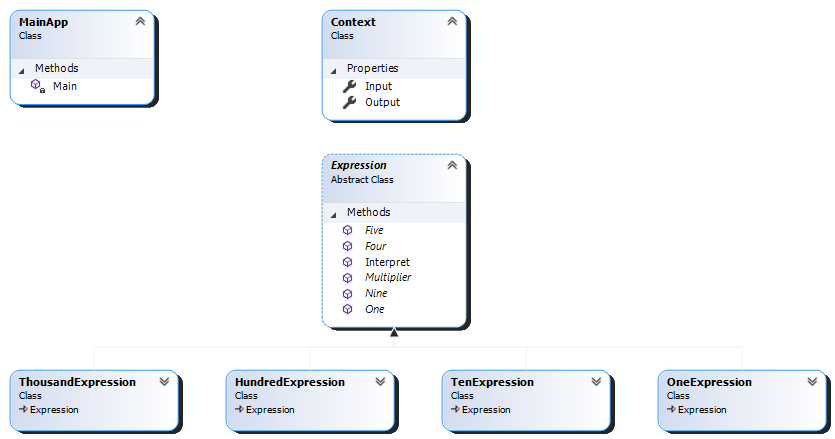 MainApp
Class
Methods
Main
Context
Class
Properties
Input
Output
Expression
Abstract Class
Methods
Five
Four
Interpret
Multiplier
Nine
One
ThousandExpression
Class
Expression
HundredExpression
Class
Expression
TenExpression
Class
Expression
OneExpression
Class
Expression